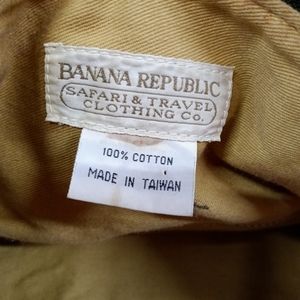 BANANA REPUBLIC
SAFARI & TRAVEL
CLOTHING Co.
100% COTTON
MADE IN TAIWAN